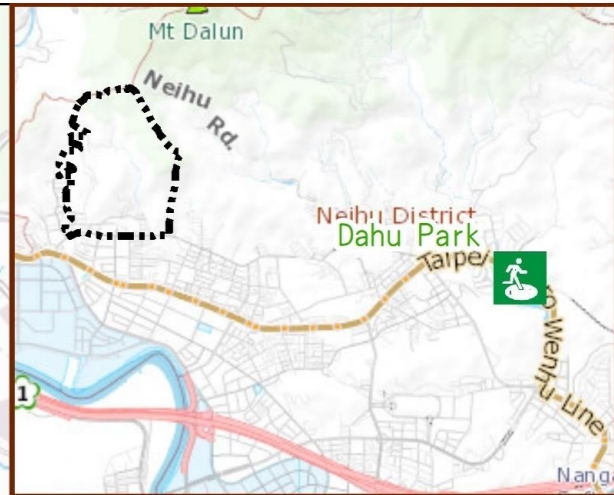 Mt Dalun
Neihu
Rd.
Neihu District
Dahu Park
Taipei
o Wenhu Line
1
Nang